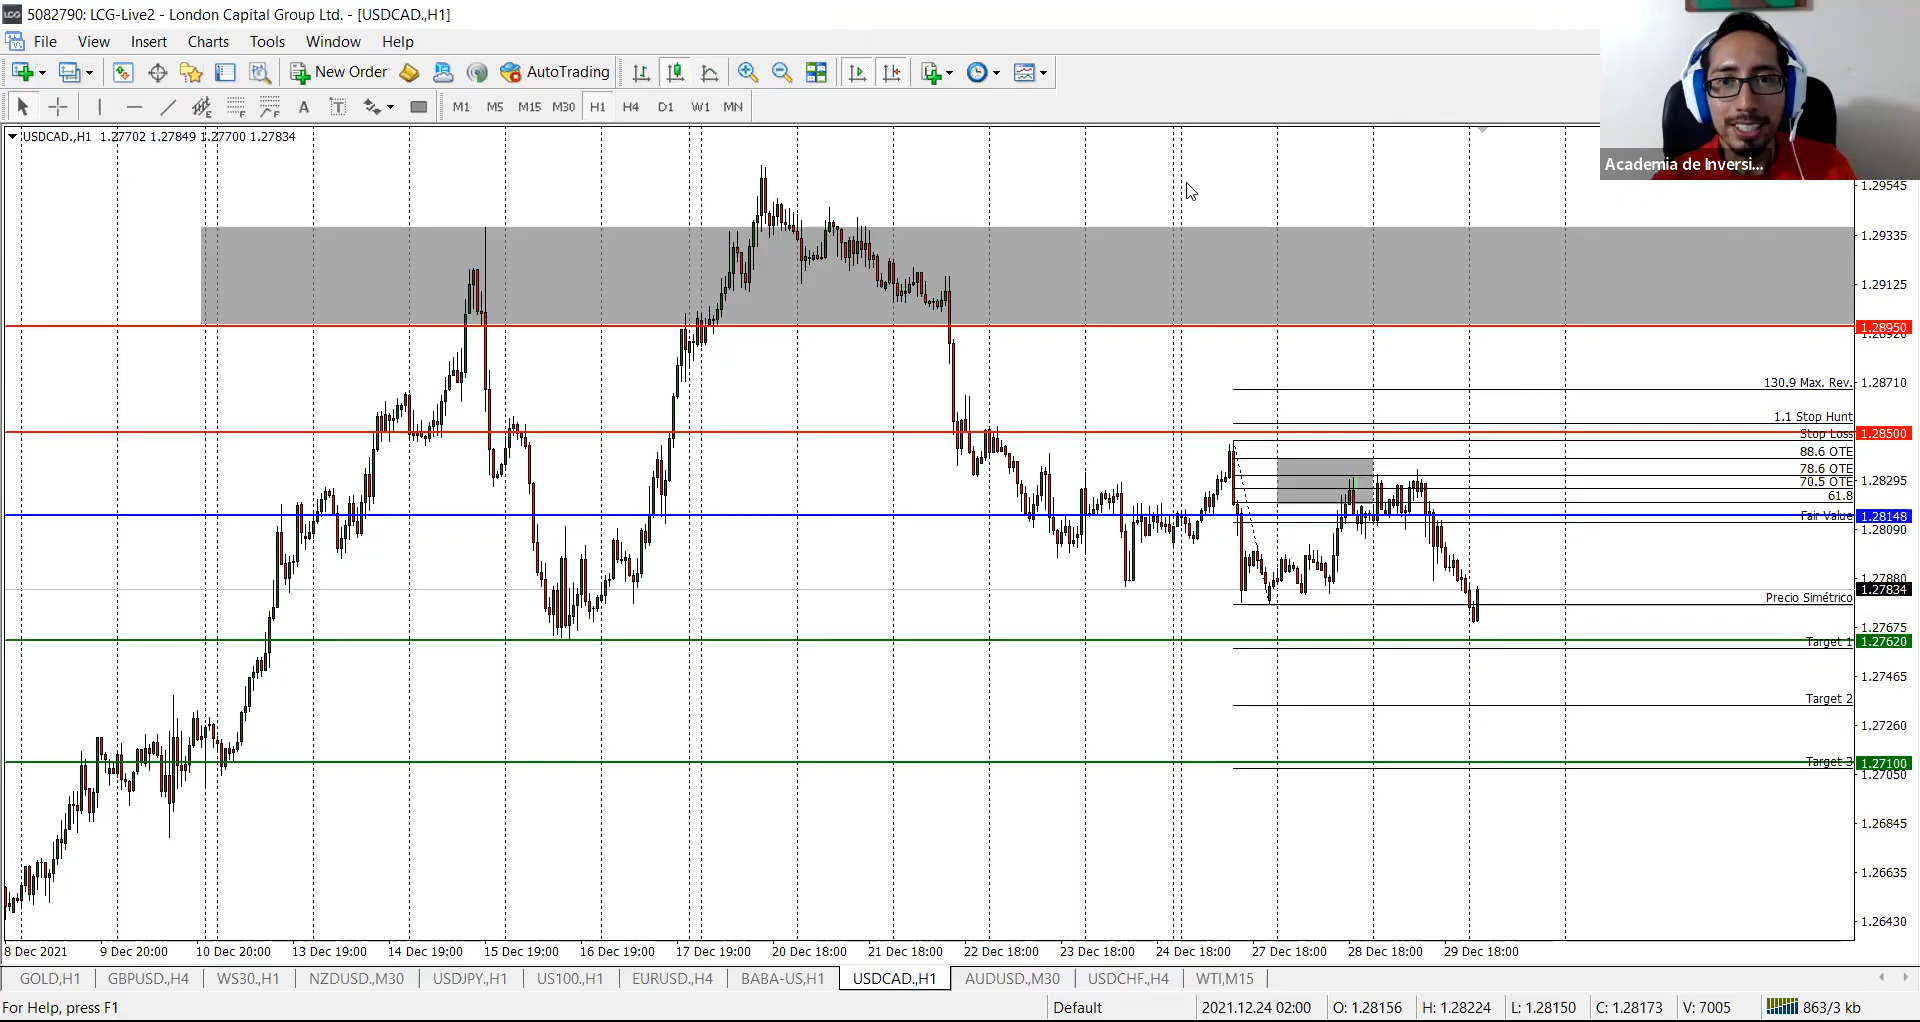 5082790: LCG-Live2 - London Capital Group Ltd. - [USDCAD.,H1]
File View Insert Charts Tools Window Help
New Order AutoTrading
M1 M5 M15 M30 H1 H4 D1 W1 MN
USDCAD.,H1 1.27702 1.27849 1.27700 1.27834
Academia de Inversi...
1.29545
1.29335
1.29125
1.28950
1.28920
130.9 Max. Rev. 1.28710
1.1 Stop Hunt
Stop Loss 1.28500
88.6 OTE
78.6 OTE
70.5 OTE 1.28295
61.8
Fair Value 1.28148
1.28090
1.27880
1.27834
Precio Simétrico
1.27675
Target 1 1.27620
1.27465
Target 2
1.27260
Target 3 1.27100
1.27050
1.26845
1.26635
1.26430
8 Dec 2021 9 Dec 20:00 10 Dec 20:00 13 Dec 19:00 14 Dec 19:00 15 Dec 19:00 16 Dec 19:00 17 Dec 19:00 20 Dec 18:00 21 Dec 18:00 22 Dec 18:00 23 Dec 18:00 24 Dec 18:00 27 Dec 18:00 28 Dec 18:00 29 Dec 18:00
GOLD,H1 GBPUSD.,H4 WS30.,H1 NZDUSD.,M30 USDJPY.,H1 US100.,H1 EURUSD.,H4 BABA-US,H1 USDCAD.,H1 AUDUSD.,M30 USDCHF.,H4 WTI,M15
For Help, press F1 Default 2021.12.24 02:00 O: 1.28156 H: 1.28224 L: 1.28150 C: 1.28173 V: 7005 863/3 kb